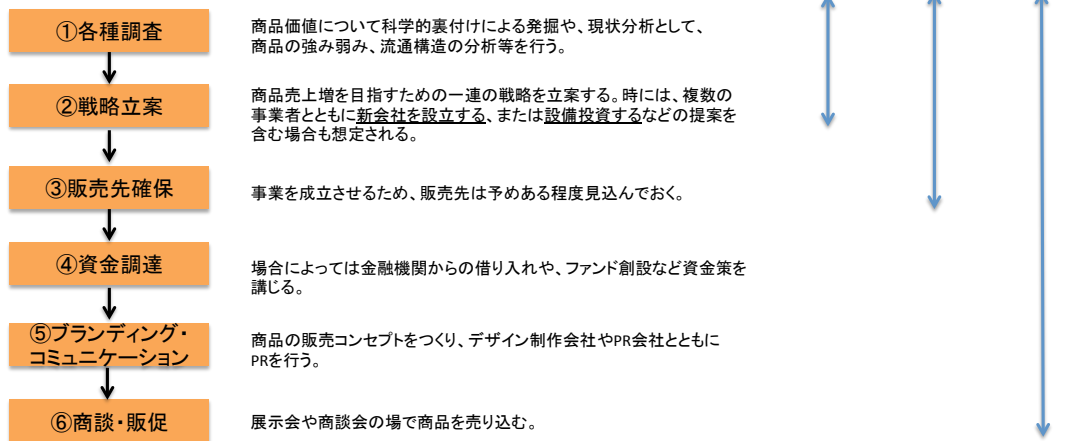 ①各種調査
商品価値について科学的裏付けによる発掘や、現状分析として、
商品の強み弱み、流通構造の分析等を行う。
②戦略立案
商品売上増を目指すための一連の戦略を立案する。時には、複数の
事業者とともに新会社を設立する、または設備投資するなどの提案を
含む場合も想定される。
③販売先確保
事業を成立させるため、販売先は予めある程度見込んでおく。
④資金調達
場合によっては金融機関からの借り入れや、ファンド創設など資金策を
講じる。
⑤ブランディング・
コミュニケーション
商品の販売コンセプトをつくり、デザイン制作会社やPR会社とともに
PRを行う。
⑥商談・販促
展示会や商談会の場で商品を売り込む。